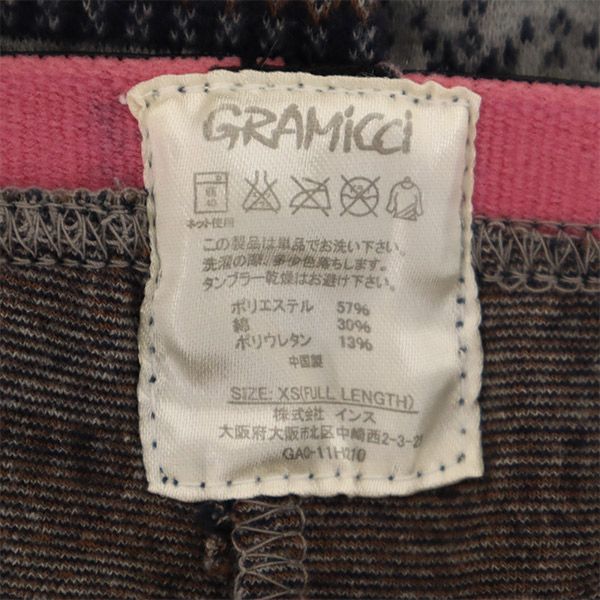 GRAMiCCi
ネット使用
この製品は単品でお洗い下さい。
洗濯の際、多少色落ちします。
タンブラー乾燥はお避け下さい。
ポリエステル 57%
綿 30%
ポリウレタン 13%
中国製
SIZE: XS(FULL LENGTH)
株式会社 インス
大阪府大阪市北区中崎西2-3-2